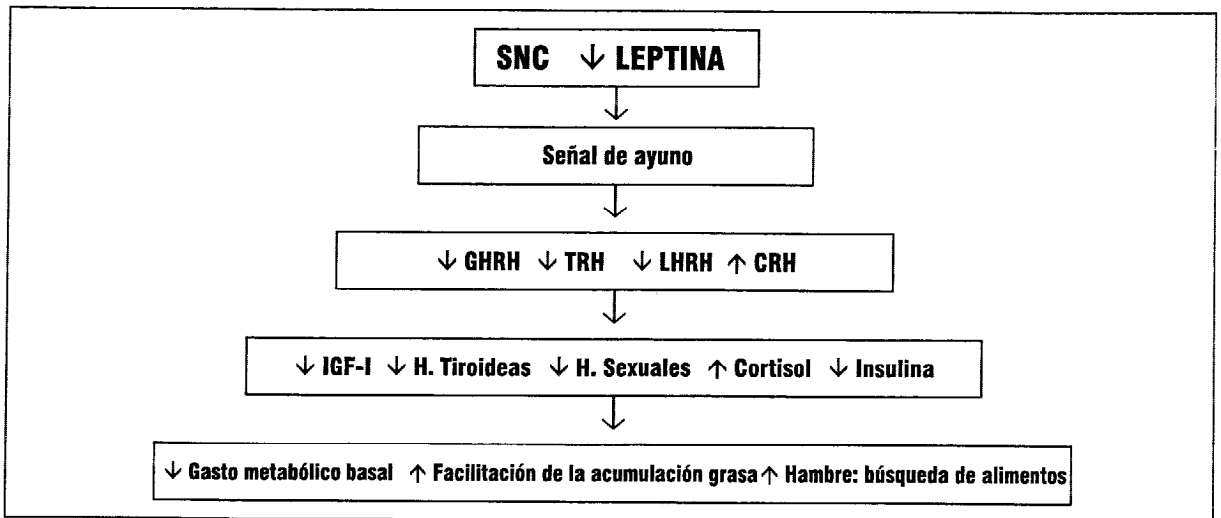 SNC ↓ LEPTINA
Señal de ayuno
↓ GHRH ↓ TRH ↓ LHRH ↑ CRH
↓ IGF-I ↓ H. Tiroideas ↓ H. Sexuales ↑ Cortisol ↓ Insulina
↓ Gasto metabólico basal ↑ Facilitación de la acumulación grasa ↑ Hambre: búsqueda de alimentos